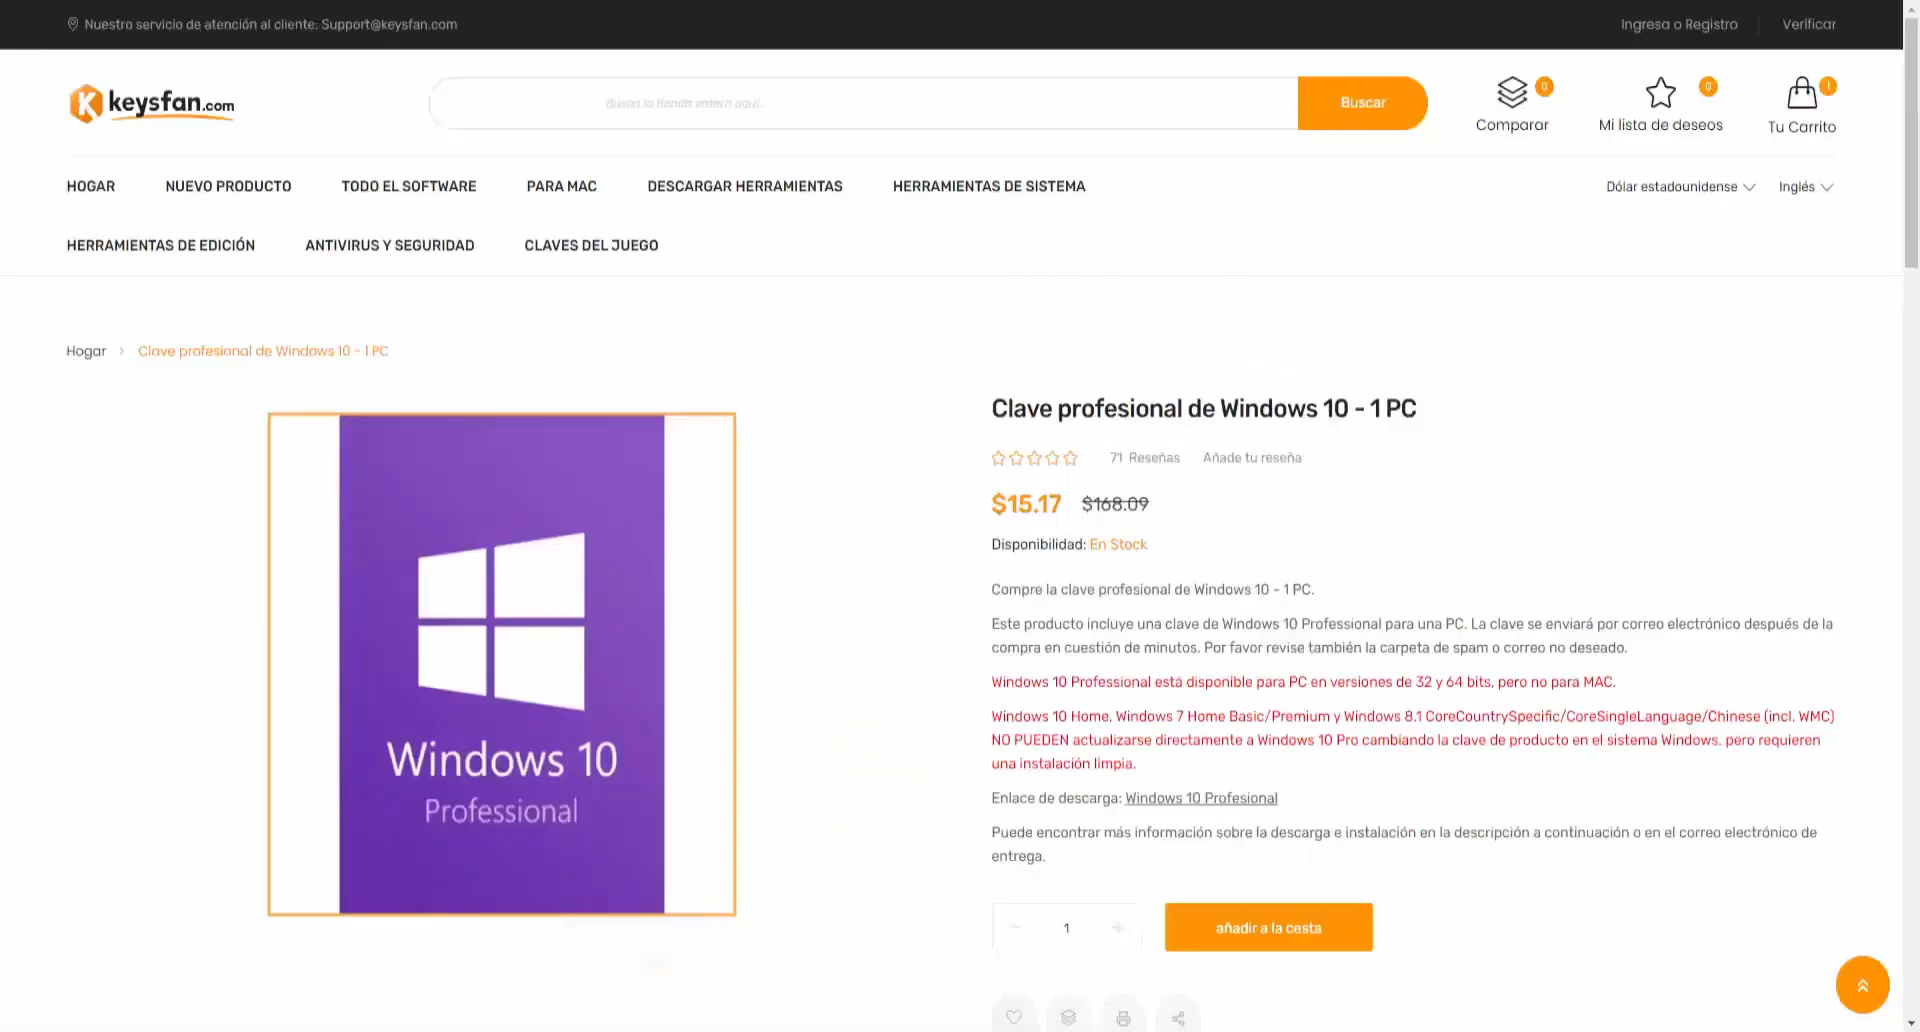 Nuestro servicio de atención al cliente: Support@keysfan.com
Ingresa o Registro
Verificar
keysfan.com
Busca la tienda entera aquí..
Buscar
0
Comparar
0
Mi lista de deseos
1
Tu Carrito
HOGAR
NUEVO PRODUCTO
TODO EL SOFTWARE
PARA MAC
DESCARGAR HERRAMIENTAS
HERRAMIENTAS DE SISTEMA
Dólar estadounidense
Inglés
HERRAMIENTAS DE EDICIÓN
ANTIVIRUS Y SEGURIDAD
CLAVES DEL JUEGO
Hogar
Clave profesional de Windows 10 - 1 PC
Windows 10
Professional
Clave profesional de Windows 10 - 1 PC
71 Reseñas
Añade tu reseña
$15.17 $168.09
Disponibilidad: En Stock
Compre la clave profesional de Windows 10 - 1 PC.
Este producto incluye una clave de Windows 10 Professional para una PC. La clave se enviará por correo electrónico después de la
compra en cuestión de minutos. Por favor revise también la carpeta de spam o correo no deseado.
Windows 10 Professional está disponible para PC en versiones de 32 y 64 bits, pero no para MAC.
Windows 10 Home, Windows 7 Home Basic/Premium y Windows 8.1 CoreCountrySpecific/CoreSingleLanguage/Chinese (incl. WMC)
NO PUEDEN actualizarse directamente a Windows 10 Pro cambiando la clave de producto en el sistema Windows, pero requieren
una instalación limpia.
Enlace de descarga: Windows 10 Profesional
Puede encontrar más información sobre la descarga e instalación en la descripción a continuación o en el correo electrónico de
entrega.
1
añadir a la cesta